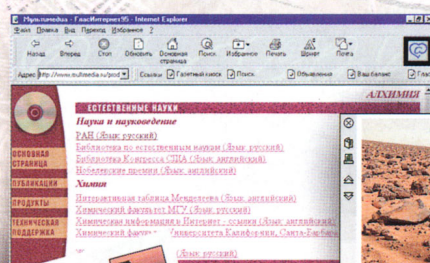 Мультимедиа - ГласИнтернет95 - Internet Explorer
Файл Правка Вид Переход Избранное ?
Назад Вперед Стоп Обновить Домашняя страница Поиск Избранное Печать Шрифт Почта
Адрес http://www.multimedia.ru/prod Ссылки Газетный киоск Поиск Объявления Ваш баланс Глас
АЛХИМИЯ
ЕСТЕСТВЕННЫЕ НАУКИ
Наука и науковедение
РАН (Язык: русский)
Библиотека по естественным наукам (Язык: русский)
Библиотека Конгресса США (Язык: английский)
Нобелевские премии (Язык: английский)
ОСНОВНАЯ СТРАНИЦА
ПУБЛИКАЦИИ
ПРОДУКТЫ
ТЕХНИЧЕСКАЯ ПОДДЕРЖКА
Химия
Интерактивная таблица Менделеева (Язык: русский)
Химический факультет МГУ (Язык: русский)
Химическая информация в Интернет - ссылки (Язык: английский)
Химический Университета Калифорнии, Санта-Барбара
(Язык: русский)